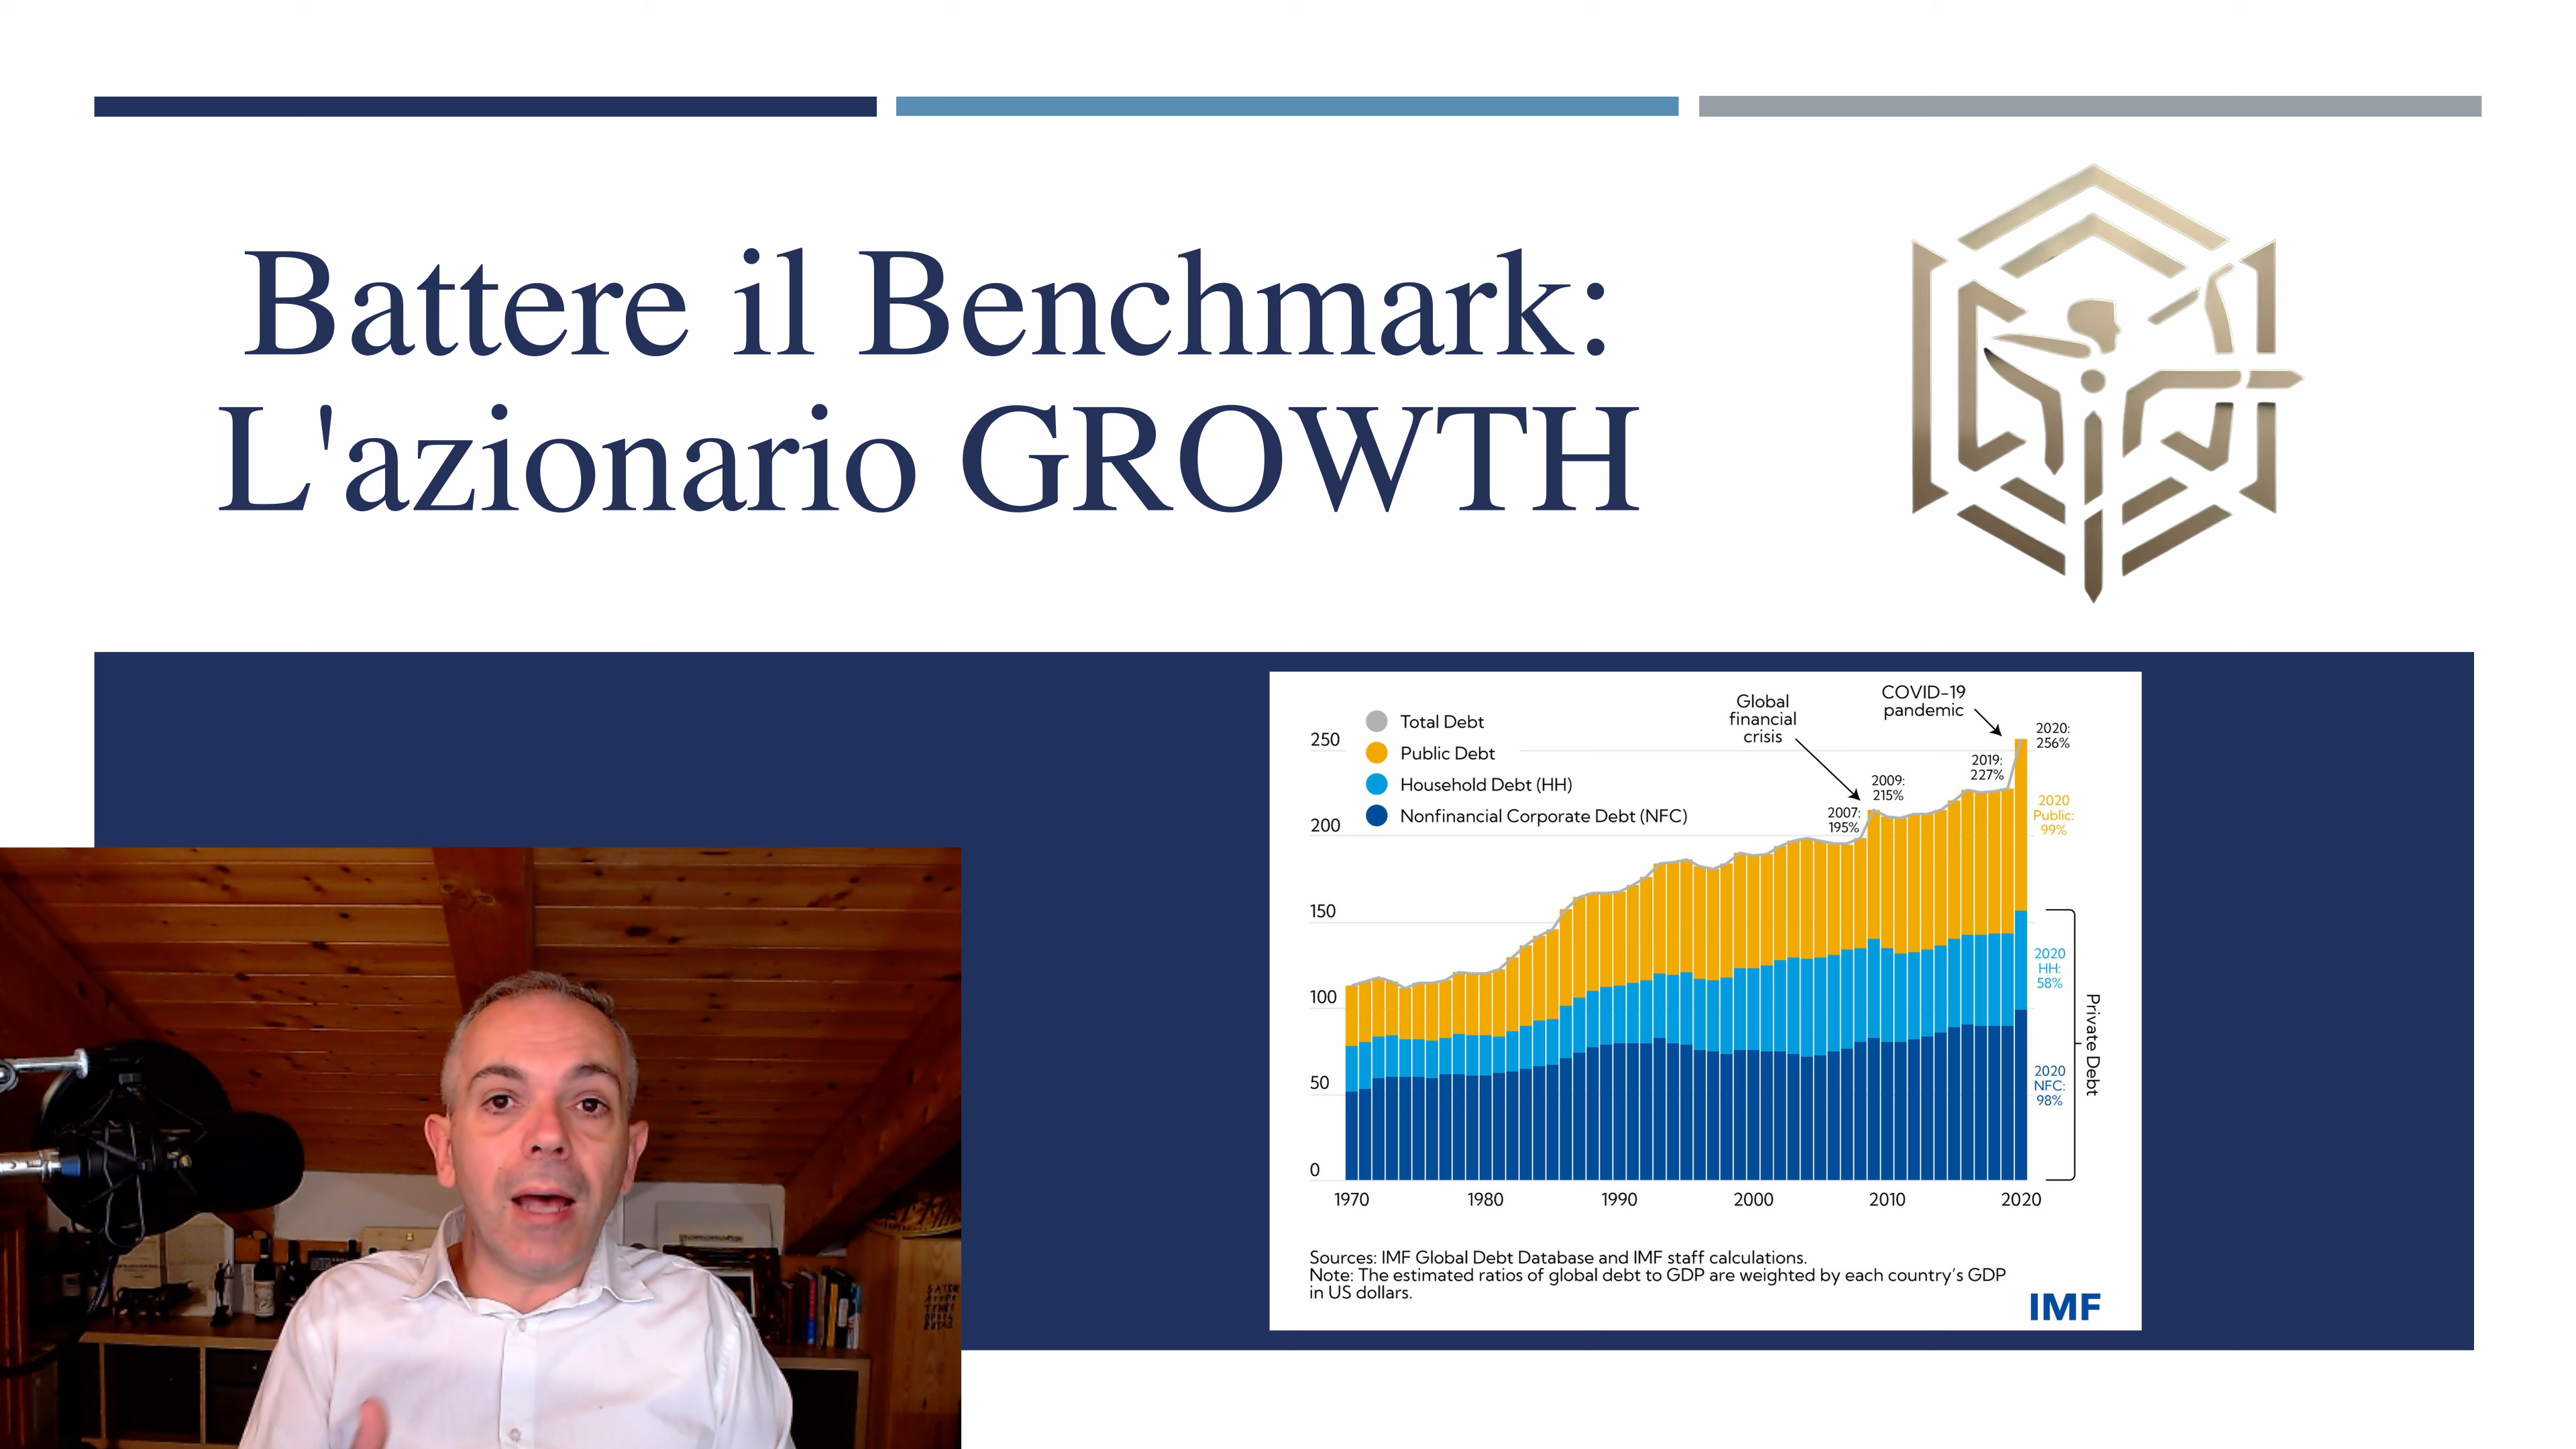 Battere il Benchmark:
L'azionario GROWTH
Total Debt
Public Debt
Household Debt (HH)
Nonfinancial Corporate Debt (NFC)
Global
financial
crisis
COVID-19
pandemic
2007:
195%
2009:
215%
2019:
227%
2020:
256%
2020
Public:
99%
2020
HH:
58%
2020
NFC:
98%
Private Debt
250
200
150
100
50
0
1970
1980
1990
2000
2010
2020
Sources: IMF Global Debt Database and IMF staff calculations.
Note: The estimated ratios of global debt to GDP are weighted by each country's GDP
in US dollars.
IMF